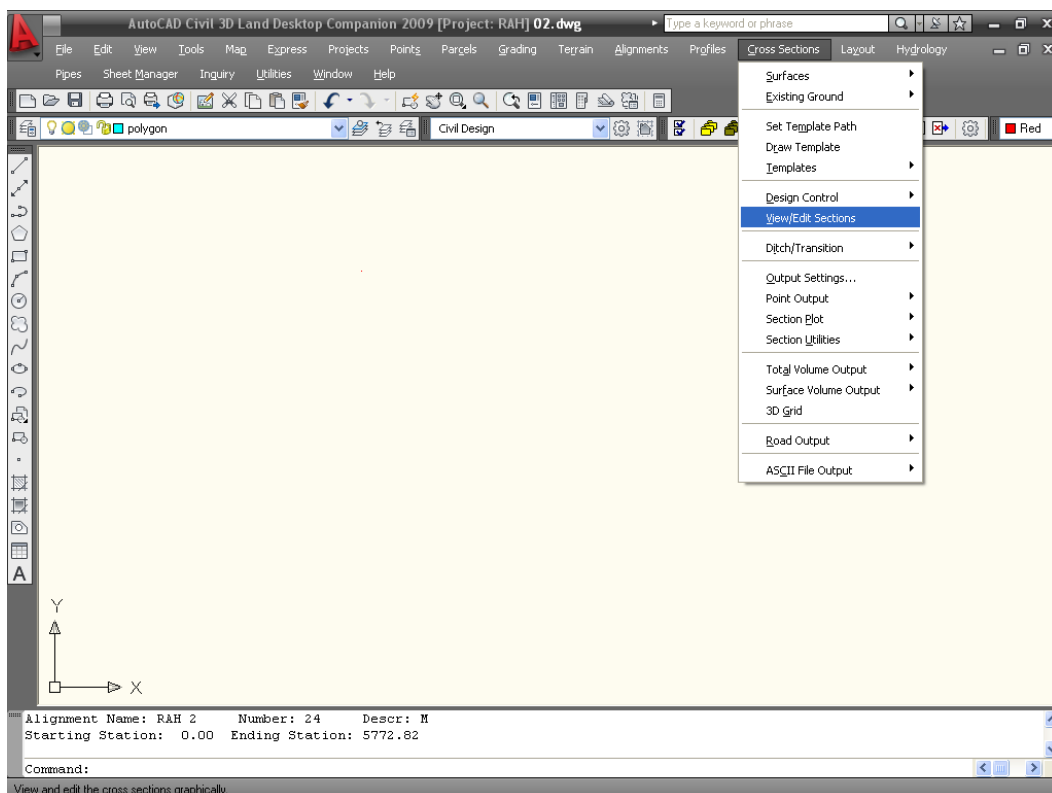 AutoCAD Civil 3D Land Desktop Companion 2009 [Project: RAH] 02.dwg
Type a keyword or phrase
File Edit View Tools Map Express Projects Points Parcels Grading Terrain Alignments Profiles Cross Sections Layout Hydrology
Pipes Sheet Manager Inquiry Utilities Window Help
polygon
Civil Design
Red
Surfaces
Existing Ground
Set Template Path
Draw Template
Templates
Design Control
View/Edit Sections
Ditch/Transition
Output Settings...
Point Output
Section Plot
Section Utilities
Total Volume Output
Surface Volume Output
3D Grid
Road Output
ASCII File Output
A
Y
X
Alignment Name: RAH 2 Number: 24 Descr: M
Starting Station: 0.00 Ending Station: 5772.82
Command:
View and edit the cross sections graphically